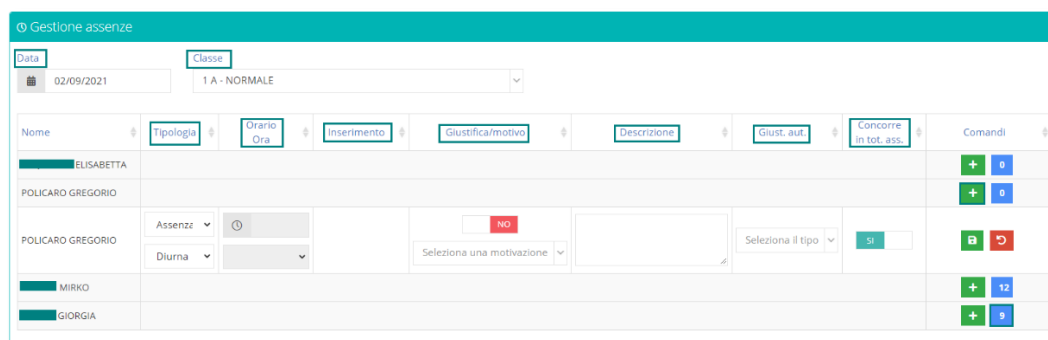 Gestione assenze
Data
Classe
02/09/2021
1 A - NORMALE
Nome
Tipologia
Orario
Ora
Inserimento
Giustifica/motivo
Descrizione
Giust. aut.
Concorre
in tot. ass.
Comandi
ELISABETTA
+ 0
POLICARO GREGORIO
+ 0
POLICARO GREGORIO
Assenza
Diurna
NO
Seleziona una motivazione
Seleziona il tipo
SI
MIRKO
+ 12
GIORGIA
+ 9